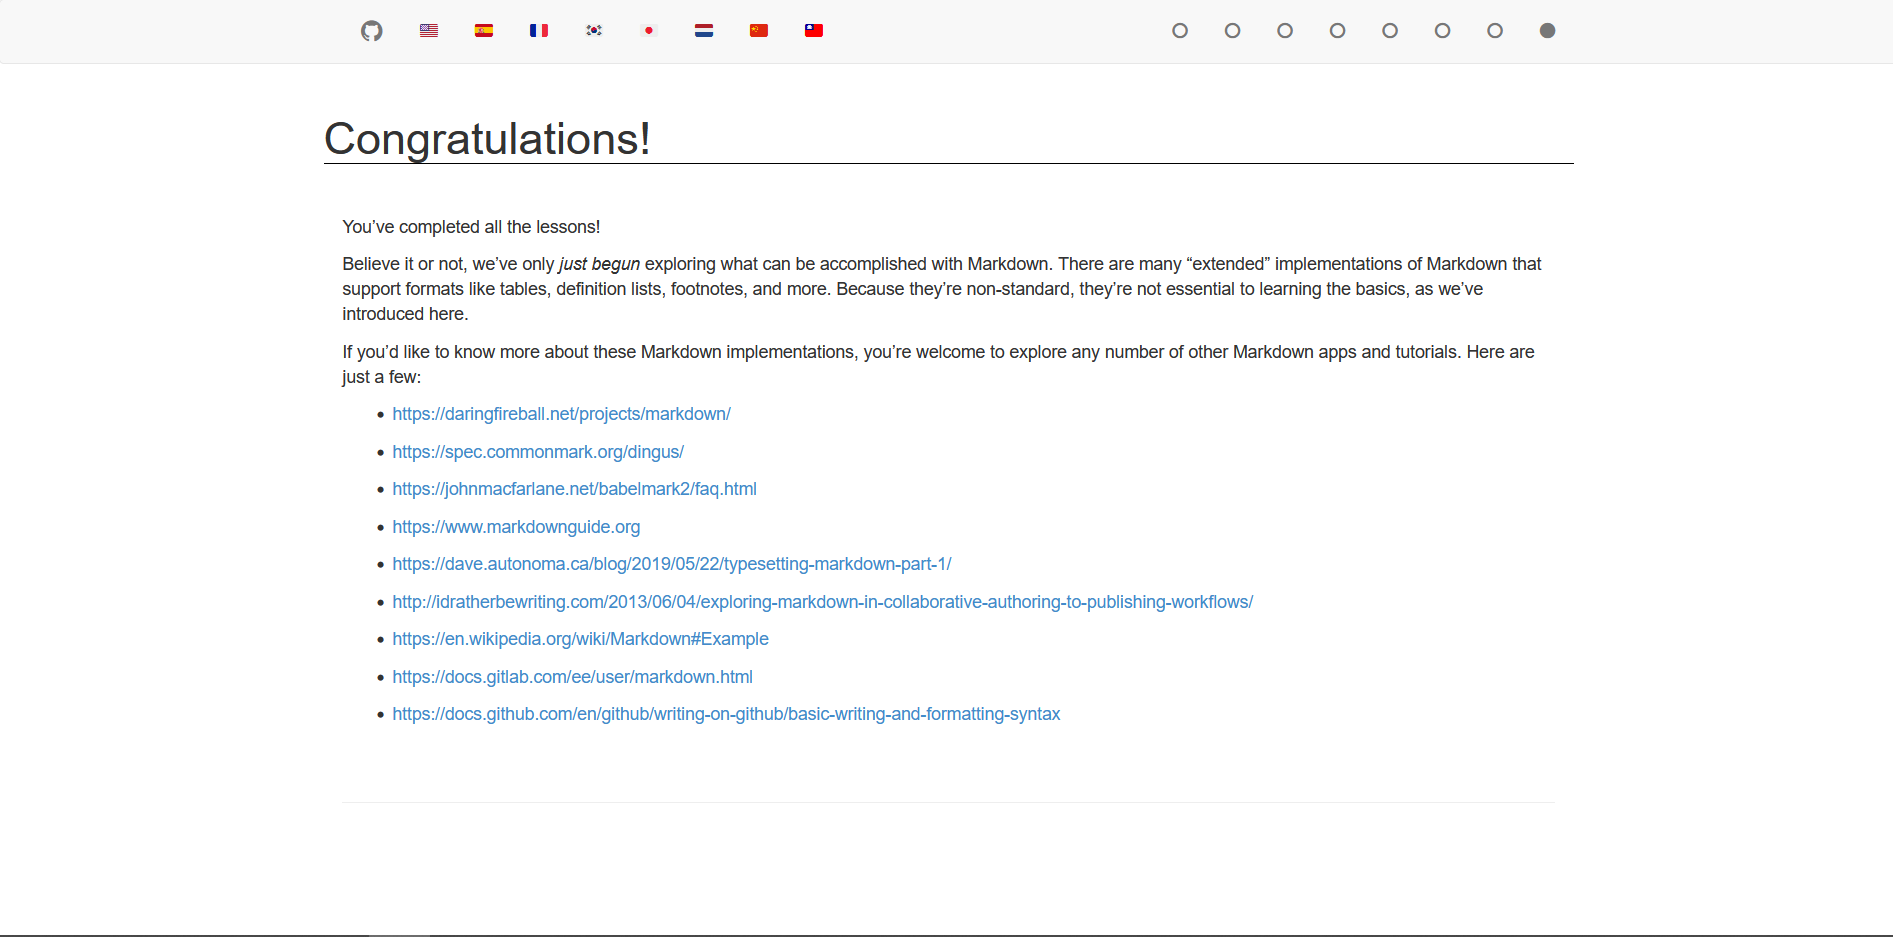 Congratulations!
You’ve completed all the lessons!
Believe it or not, we’ve only just begun exploring what can be accomplished with Markdown. There are many “extended” implementations of Markdown that
support formats like tables, definition lists, footnotes, and more. Because they’re non-standard, they’re not essential to learning the basics, as we’ve
introduced here.
If you’d like to know more about these Markdown implementations, you’re welcome to explore any number of other Markdown apps and tutorials. Here are
just a few:
https://daringfireball.net/projects/markdown/
https://spec.commonmark.org/dingus/
https://johnmacfarlane.net/babelmark2/faq.html
https://www.markdownguide.org
https://dave.autonoma.ca/blog/2019/05/22/typesetting-markdown-part-1/
http://idratherbewriting.com/2013/06/04/exploring-markdown-in-collaborative-authoring-to-publishing-workflows/
https://en.wikipedia.org/wiki/Markdown#Example
https://docs.gitlab.com/ee/user/markdown.html
https://docs.github.com/en/github/writing-on-github/basic-writing-and-formatting-syntax